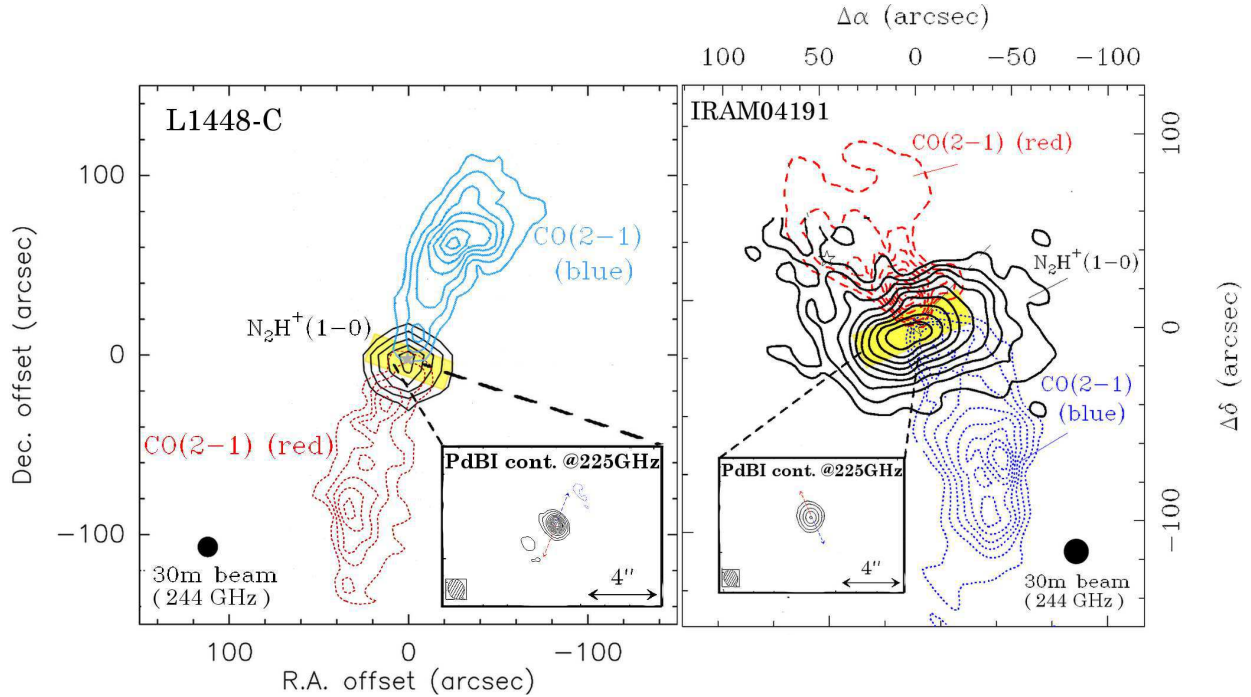 L1448-C
CO(2−1)
(blue)
N₂H⁺(1−0)
CO(2−1) (red)
PdBI cont. @225GHz
4″
30m beam
(244 GHz)
100
0
−100
Dec. offset (arcsec)
100
0
−100
R.A. offset (arcsec)
Δα (arcsec)
100
50
0
−50
−100
IRAM04191
CO(2−1) (red)
N₂H⁺(1−0)
CO(2−1)
(blue)
PdBI cont. @225GHz
4″
30m beam
(244 GHz)
100
0
−100
Δδ (arcsec)